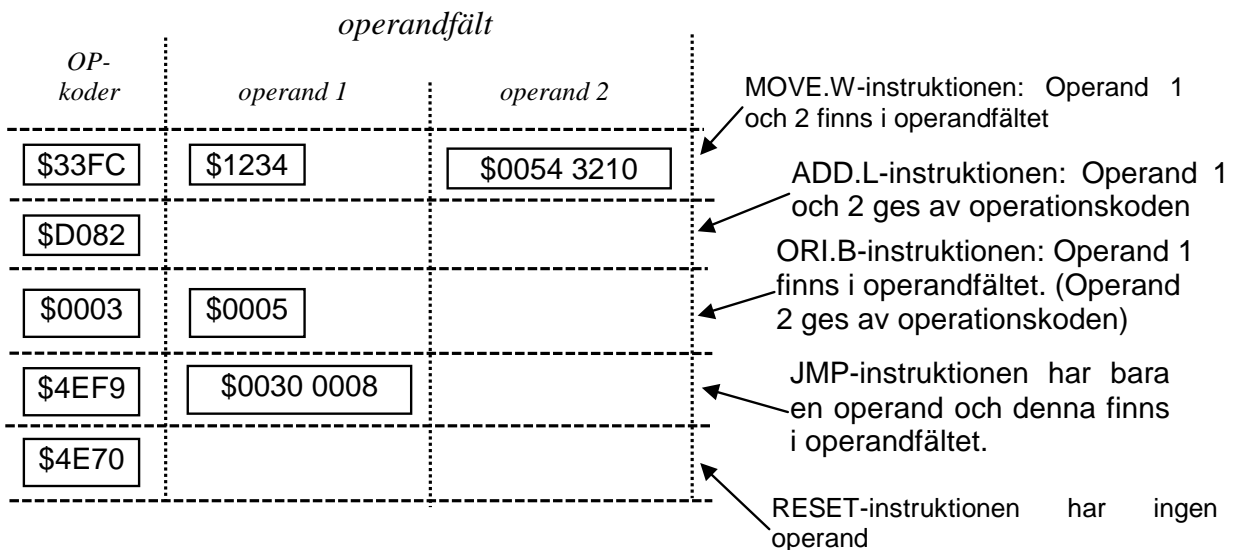 operandfält
OP-
koder
operand 1
operand 2
MOVE.W-instruktionen: Operand 1
och 2 finns i operandfältet
$33FC
$1234
$0054 3210
ADD.L-instruktionen: Operand 1
och 2 ges av operationskoden
$D082
ORI.B-instruktionen: Operand 1
finns i operandfältet. (Operand
2 ges av operationskoden)
$0003
$0005
JMP-instruktionen har bara
en operand och denna finns
i operandfältet.
$4EF9
$0030 0008
$4E70
RESET-instruktionen har ingen
operand